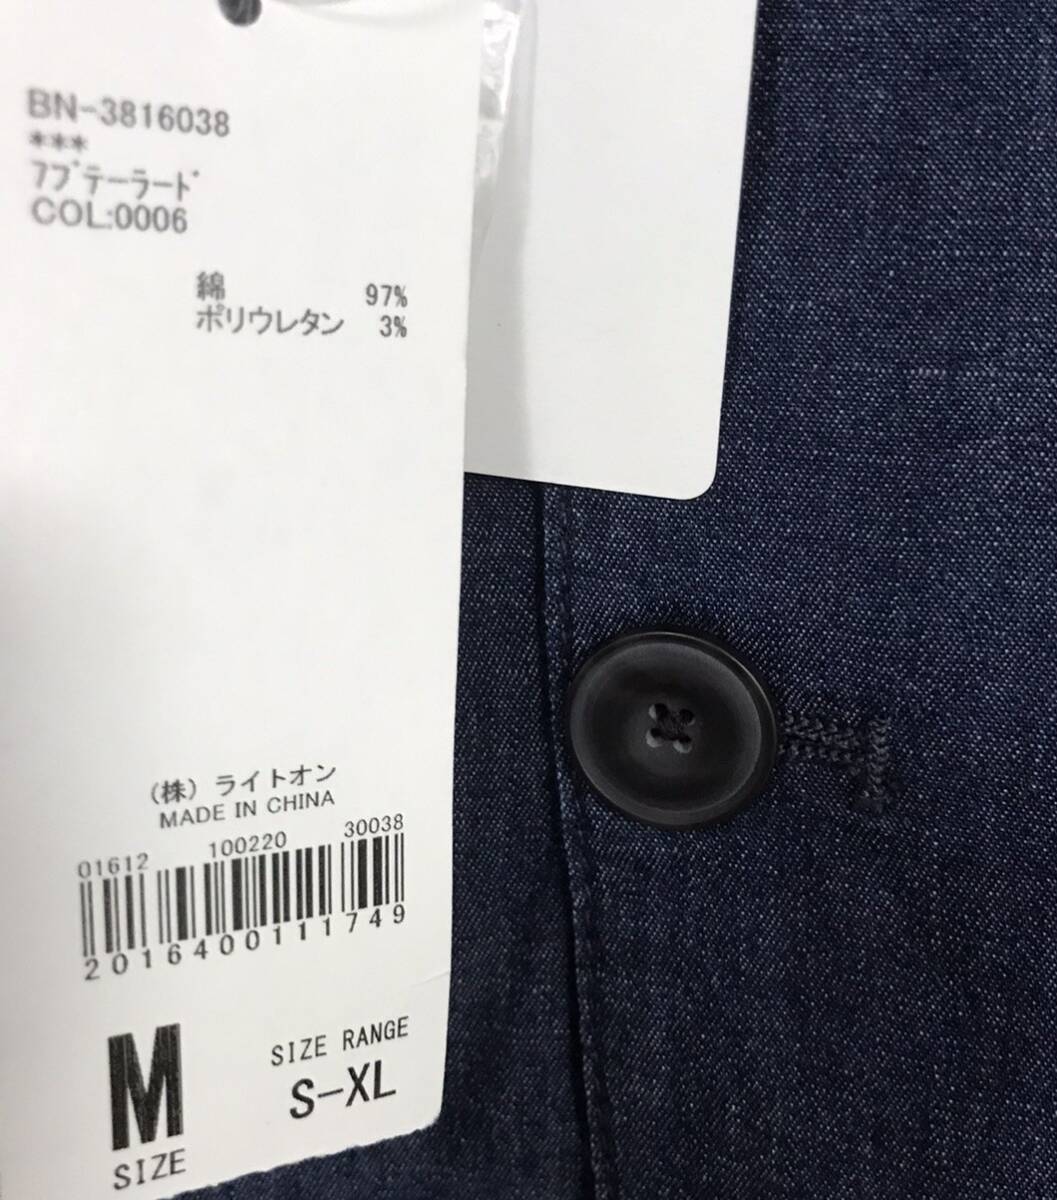 BN-3816038
***
7ブテーラード
COL:0006
綿 97%
ポリウレタン 3%
(株) ライトオン
MADE IN CHINA
01612 100220 30038
2016400111749
M
SIZE
SIZE RANGE
S-XL